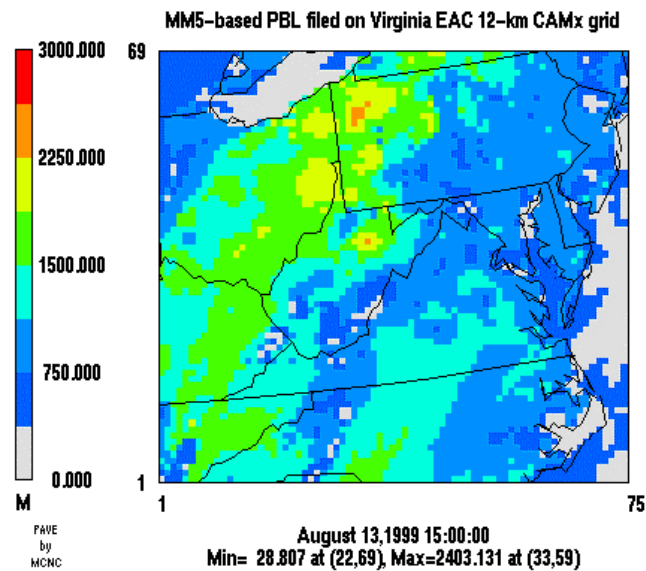 MM5-based PBL filed on Virginia EAC 12-km CAMx grid
3000.000
2250.000
1500.000
750.000
0.000
M
PAVE
by
MCNC
69
1
1
75
August 13,1999 15:00:00
Min= 28.807 at (22,69), Max=2403.131 at (33,59)